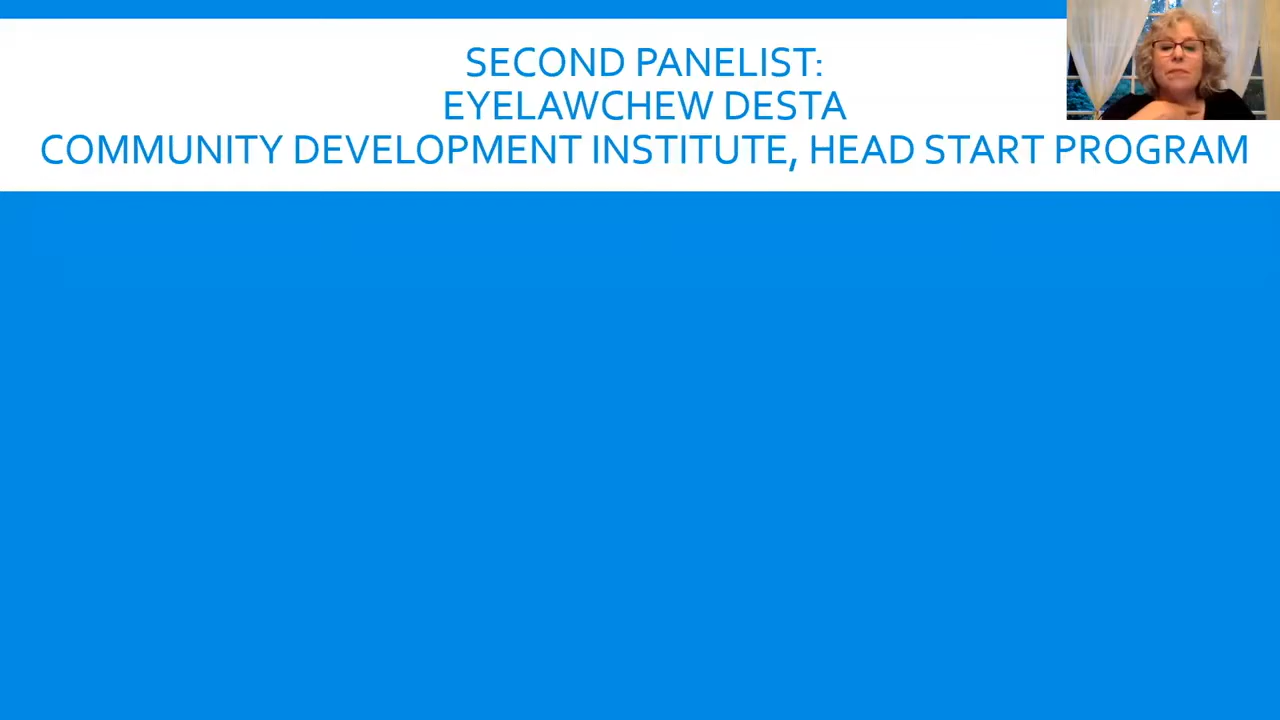 SECOND PANELIST:
EYELAWCHEW DESTA
COMMUNITY DEVELOPMENT INSTITUTE, HEAD START PROGRAM